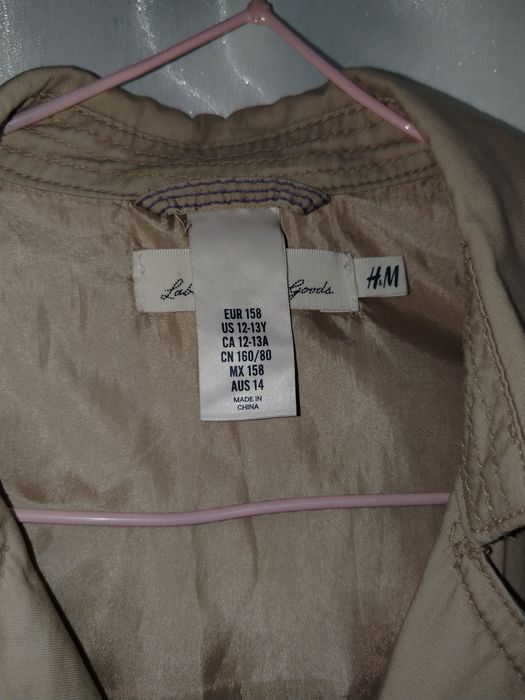 Lab
Goods
H&M
EUR 158
US 12-13Y
CA 12-13A
CN 160/80
MX 158
AUS 14
MADE IN
CHINA